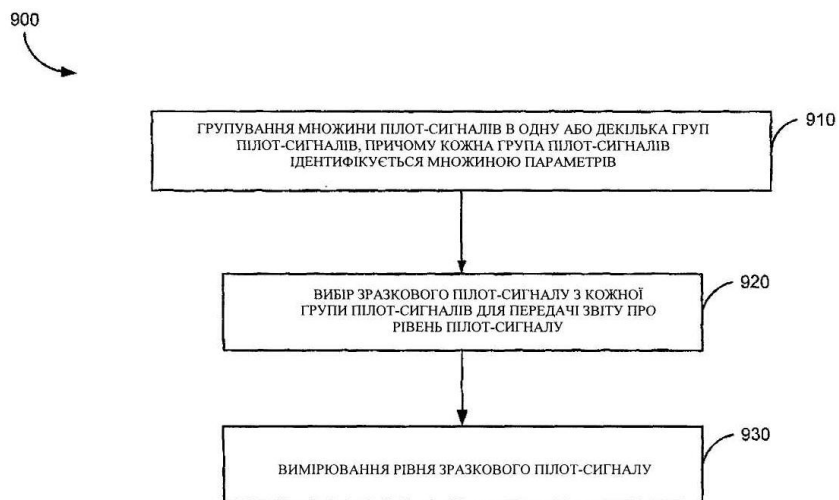 900
910
ГРУПУВАННЯ МНОЖИНИ ПІЛОТ-СИГНАЛІВ В ОДНУ АБО ДЕКІЛЬКА ГРУП
ПІЛОТ-СИГНАЛІВ, ПРИЧОМУ КОЖНА ГРУПА ПІЛОТ-СИГНАЛІВ
ІДЕНТИФІКУЄТЬСЯ МНОЖИНОЮ ПАРАМЕТРІВ
920
ВИБІР ЗРАЗКОВОГО ПІЛОТ-СИГНАЛУ З КОЖНОЇ
ГРУПИ ПІЛОТ-СИГНАЛІВ ДЛЯ ПЕРЕДАЧІ ЗВІТУ ПРО
РІВЕНЬ ПІЛОТ-СИГНАЛУ
930
ВИМІРЮВАННЯ РІВНЯ ЗРАЗКОВОГО ПІЛОТ-СИГНАЛУ